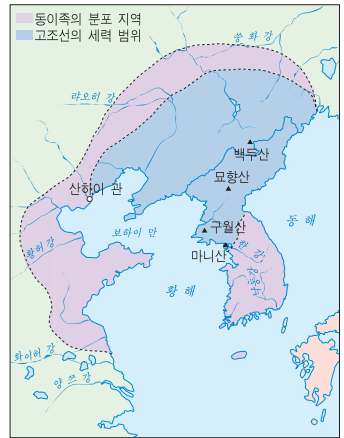 동이족의 분포 지역
고조선의 세력 범위
쑹화강
랴오허 강
백두산
묘향산
산하이 관
구월산
동해
보하이 만
한강
마니산
황허강
황해
화이허 강
양쯔 강